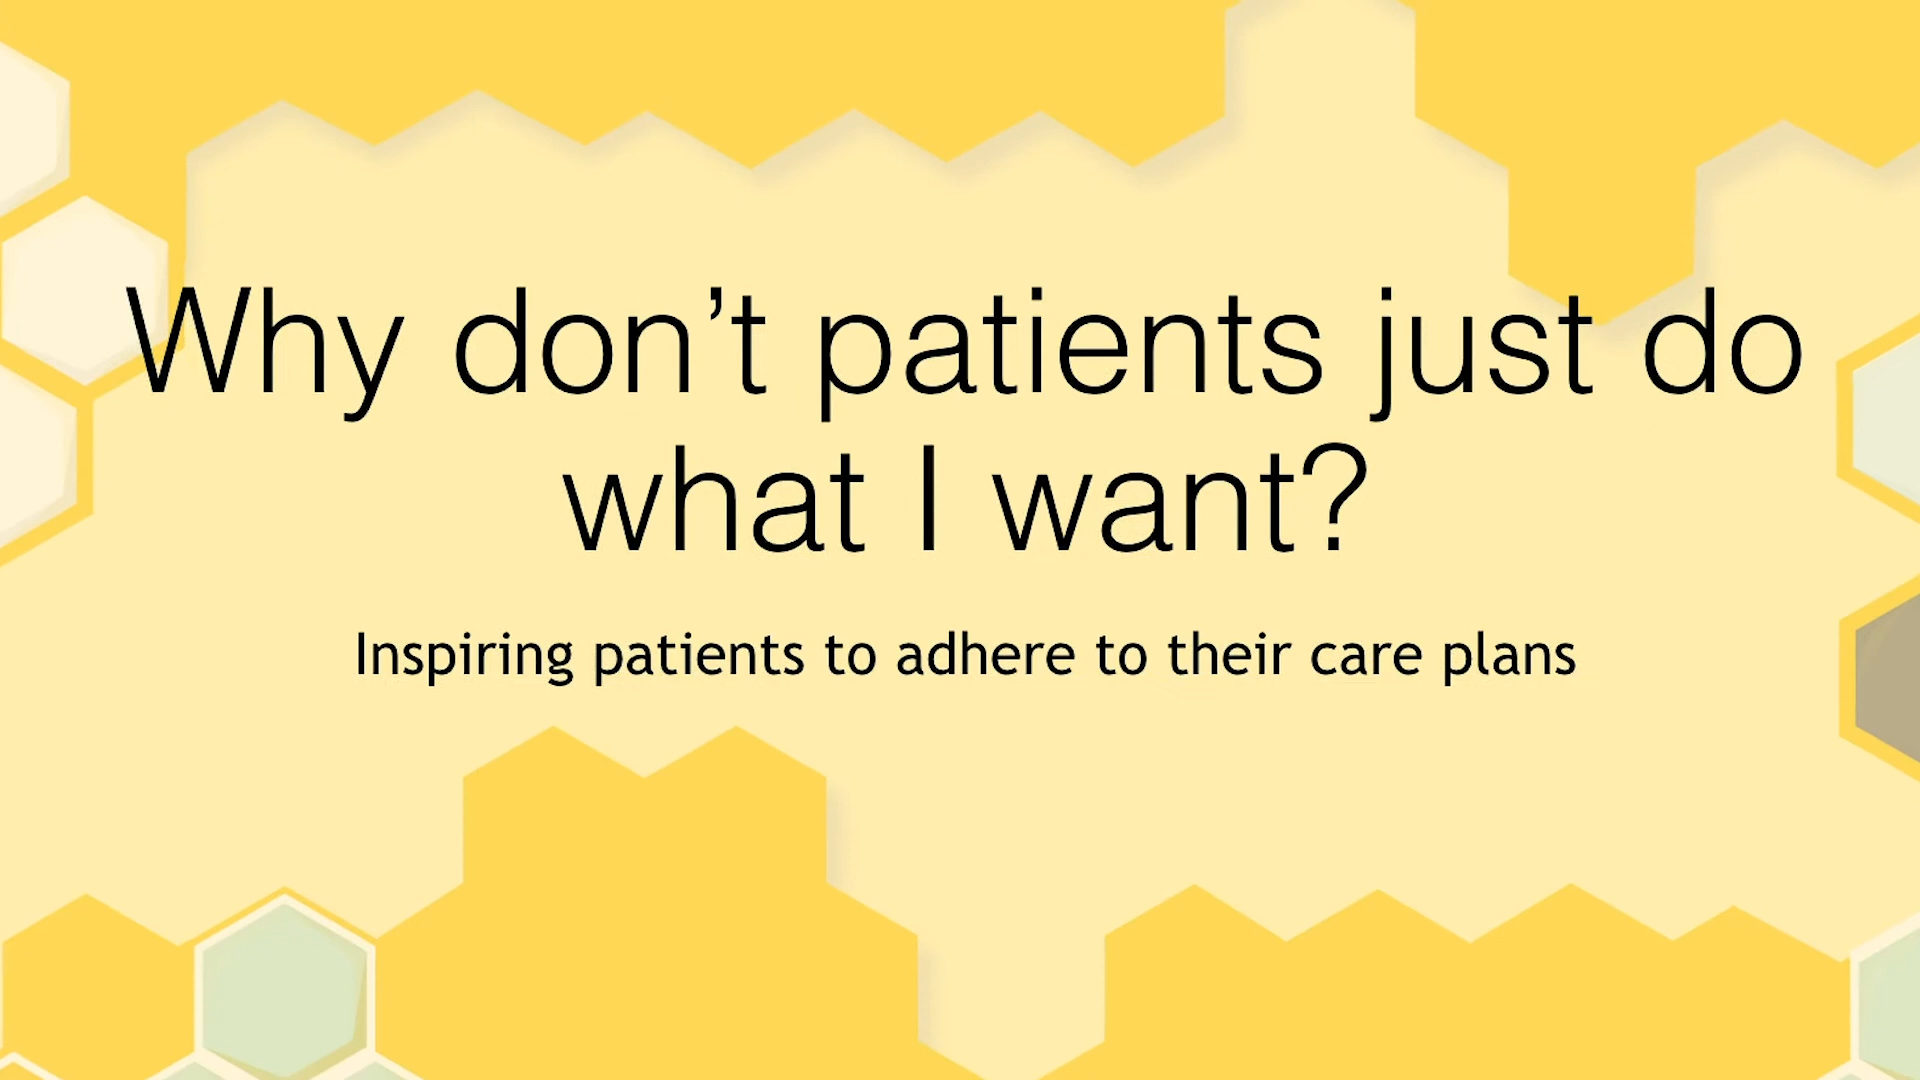 Why don’t patients just do
what I want?
Inspiring patients to adhere to their care plans